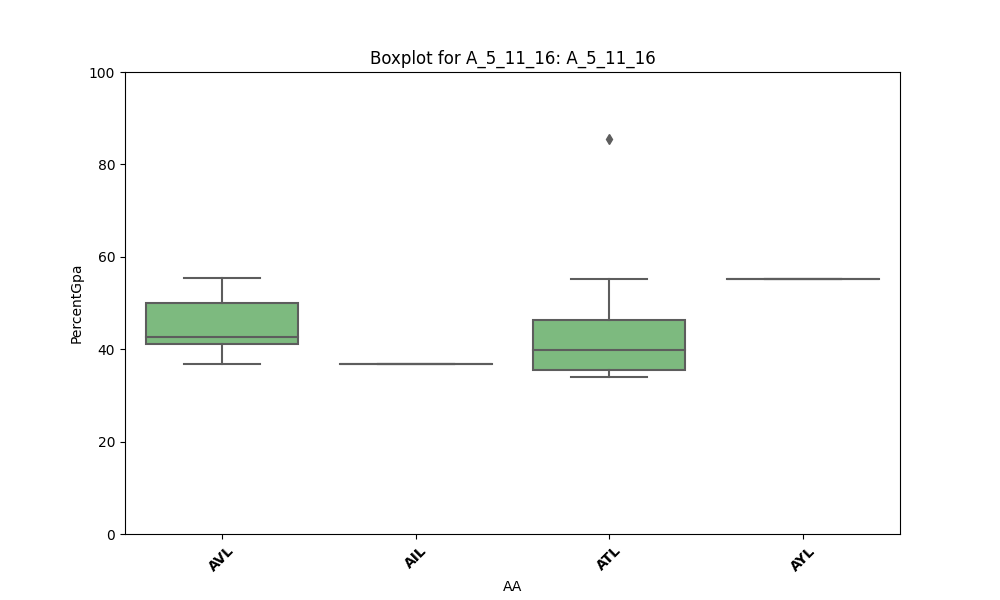 Boxplot for A_5_11_16: A_5_11_16
100
80
60
40
20
0
PercentGpa
AVL
AIL
ATL
AYL
AA